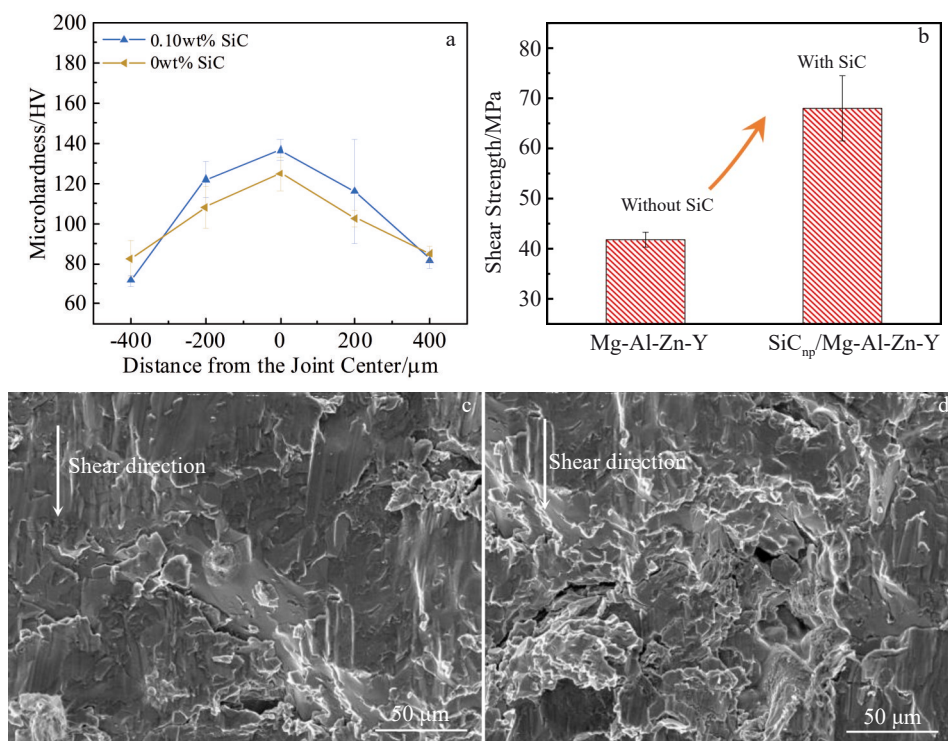 a
0.10wt% SiC
0wt% SiC
200
180
160
140
120
100
80
60
Microhardness/HV
-400
-200
0
200
400
Distance from the Joint Center/μm
b
With SiC
Without SiC
80
70
60
50
40
30
Shear Strength/MPa
Mg-Al-Zn-Y
SiCnp/Mg-Al-Zn-Y
c
Shear direction
50 μm
d
Shear direction
50 μm